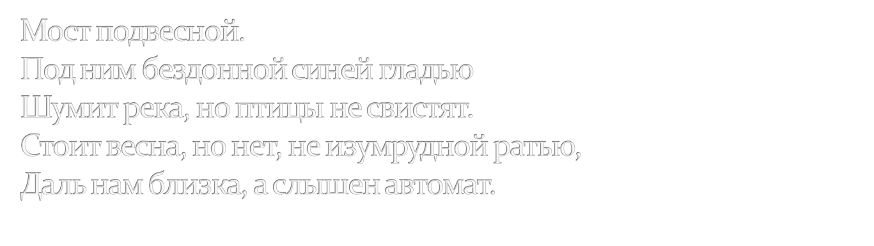 Мост подвесной.
Под ним бездонной синей гладью
Шумит река, но птицы не свистят.
Стоит весна, но нет, не изумрудной ратью,
Даль нам близка, а слышен автомат.